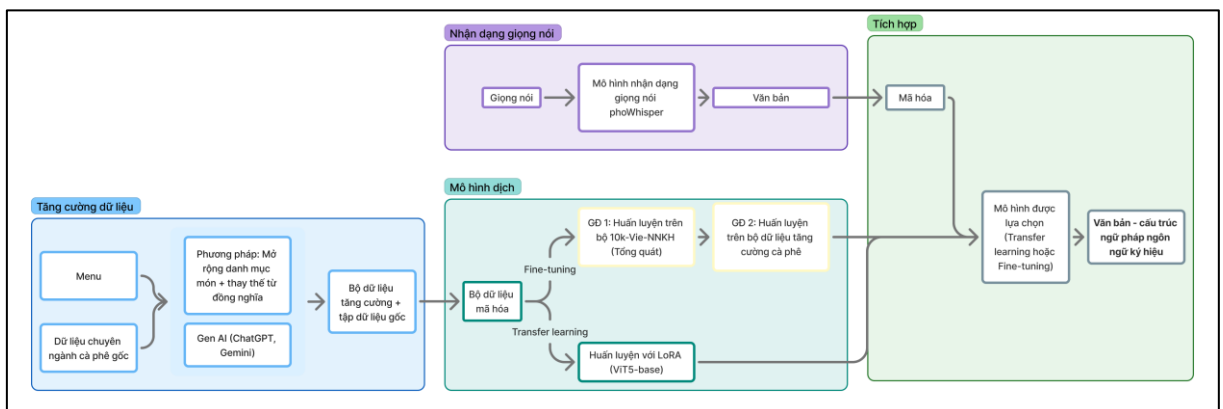 Nhận dạng giọng nói
Giọng nói
Mô hình nhận dạng
giọng nói
phoWhisper
Văn bản
Tích hợp
Mã hóa
Mô hình được
lựa chọn
(Transfer
learning hoặc
Fine-tuning)
Văn bản - cấu trúc
ngữ pháp ngôn
ngữ ký hiệu
Tăng cường dữ liệu
Menu
Dữ liệu chuyên
ngành cà phê gốc
Phương pháp: Mở
rộng danh mục
món + thay thế từ
đồng nghĩa
Gen AI (ChatGPT,
Gemini)
Bộ dữ liệu
tăng cường +
tập dữ liệu gốc
Mô hình dịch
Bộ dữ liệu
mã hóa
Fine-tuning
GĐ 1: Huấn luyện trên
bộ 10k-Vie-NNKH
(Tổng quát)
GĐ 2: Huấn luyện
trên bộ dữ liệu tăng
cường cà phê
Transfer learning
Huấn luyện với LoRA
(ViT5-base)